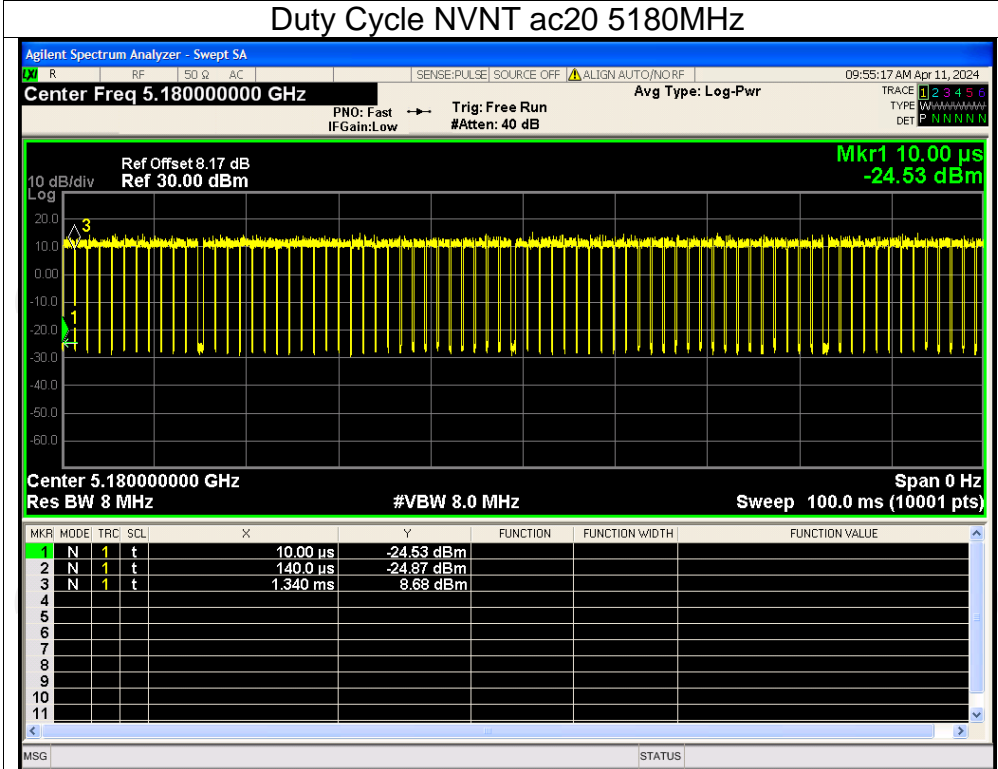 Duty Cycle NVNT ac20 5180MHz
Agilent Spectrum Analyzer - Swept SA
LXI R RF 50 Ω AC SENSE:PULSE SOURCE OFF ALIGN AUTO/NO RF 09:55:17 AM Apr 11, 2024
Center Freq 5.180000000 GHz Avg Type: Log-Pwr TRACE 1 2 3 4 5 6
PNO: Fast Trig: Free Run TYPE WWWWWW
IFGain:Low #Atten: 40 dB DET P N N N N N
Mkr1 10.00 µs
Ref Offset 8.17 dB
10 dB/div Ref 30.00 dBm -24.53 dBm
Log
20.0
3
10.0
0.00
-10.0
1
-20.0
-30.0
-40.0
-50.0
-60.0
Center 5.180000000 GHz Span 0 Hz
Res BW 8 MHz #VBW 8.0 MHz Sweep 100.0 ms (10001 pts)
MKR MODE TRC SCL X Y FUNCTION FUNCTION WIDTH FUNCTION VALUE
1 N 1 t 10.00 µs -24.53 dBm
2 N 1 t 140.0 µs -24.87 dBm
3 N 1 t 1.340 ms 8.68 dBm
4
5
6
7
8
9
10
11
MSG STATUS